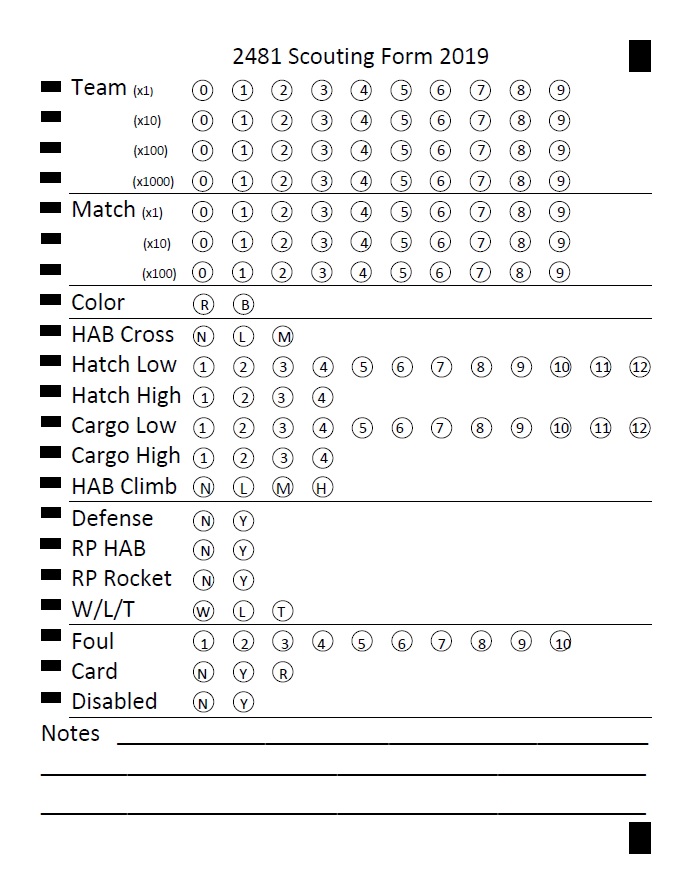 2481 Scouting Form 2019
Team (x1) 0 1 2 3 4 5 6 7 8 9
(x10) 0 1 2 3 4 5 6 7 8 9
(x100) 0 1 2 3 4 5 6 7 8 9
(x1000) 0 1 2 3 4 5 6 7 8 9
Match (x1) 0 1 2 3 4 5 6 7 8 9
(x10) 0 1 2 3 4 5 6 7 8 9
(x100) 0 1 2 3 4 5 6 7 8 9
Color R B
HAB Cross N L M
Hatch Low 1 2 3 4 5 6 7 8 9 10 11 12
Hatch High 1 2 3 4
Cargo Low 1 2 3 4 5 6 7 8 9 10 11 12
Cargo High 1 2 3 4
HAB Climb N L M H
Defense N Y
RP HAB N Y
RP Rocket N Y
W/L/T W L T
Foul 1 2 3 4 5 6 7 8 9 10
Card N Y R
Disabled N Y
Notes